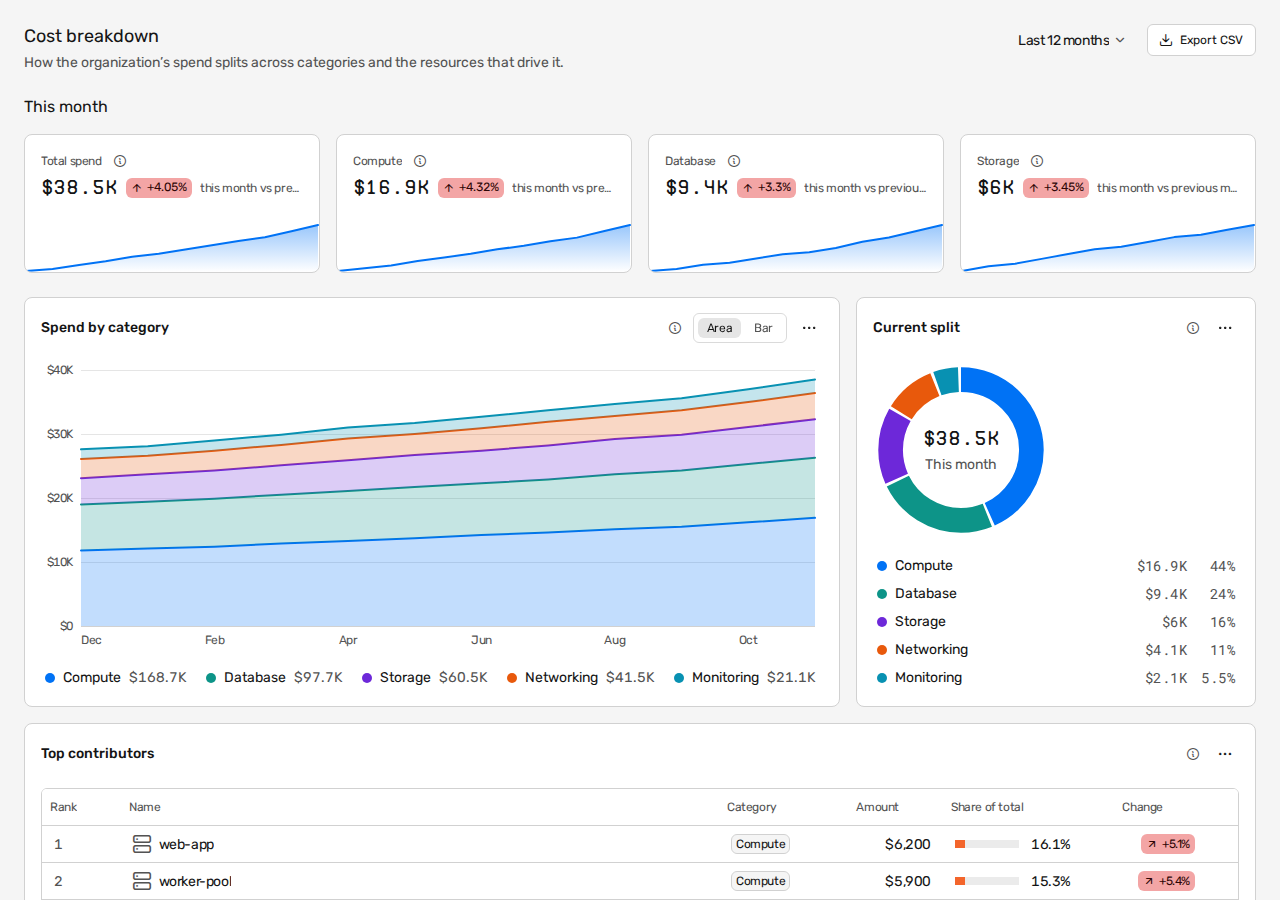 Cost breakdown
How the organization’s spend splits across categories and the resources that drive it.
Last 12 months
Export CSV
This month
Total spend
$38.5K +4.05% this month vs pre…
Compute
$16.9K +4.32% this month vs pre…
Database
$9.4K +3.3% this month vs previou…
Storage
$6K +3.45% this month vs previous m…
Spend by category
Area Bar
$40K
$30K
$20K
$10K
$0
Dec Feb Apr Jun Aug Oct
Compute $168.7K Database $97.7K Storage $60.5K Networking $41.5K Monitoring $21.1K
Current split
$38.5K
This month
Compute $16.9K 44%
Database $9.4K 24%
Storage $6K 16%
Networking $4.1K 11%
Monitoring $2.1K 5.5%
Top contributors
Rank Name Category Amount Share of total Change
1 web-app Compute $6,200 16.1% +5.1%
2 worker-pool Compute $5,900 15.3% +5.4%